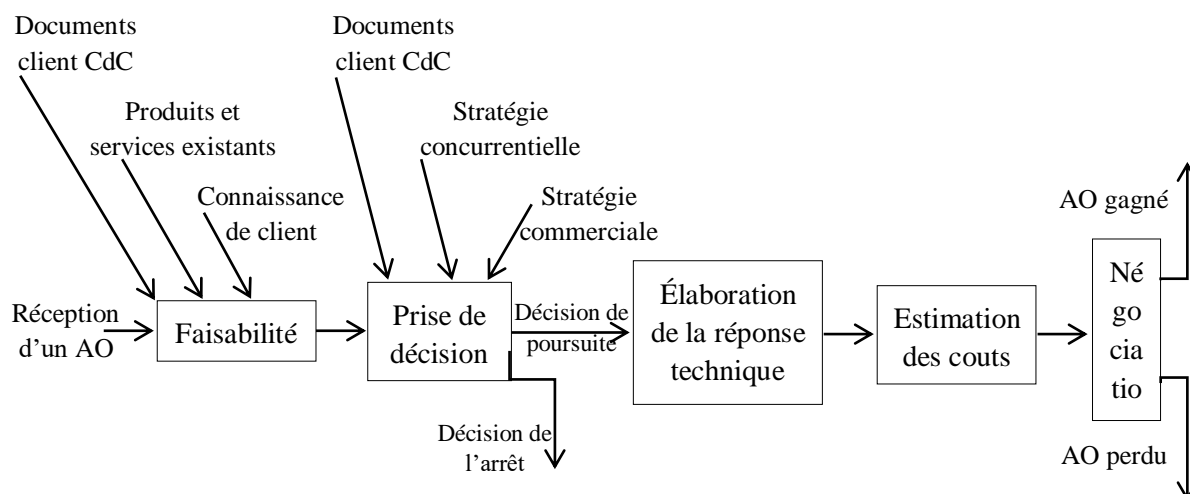 Documents
client CdC
Documents
client CdC
Produits et
services existants
Stratégie
concurrentielle
Connaissance
de client
Stratégie
commerciale
AO gagné
Réception
d’un AO
Faisabilité
Prise de
décision
Décision de
poursuite
Élaboration
de la réponse
technique
Estimation
des couts
Né
go
cia
tio
Décision de
l’arrêt
AO perdu